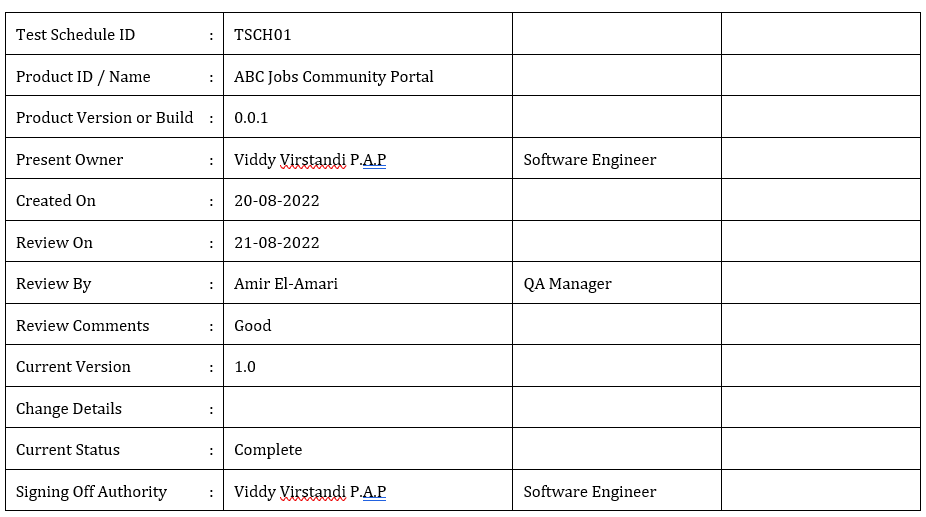 Test Schedule ID : TSCH01
Product ID / Name : ABC Jobs Community Portal
Product Version or Build : 0.0.1
Present Owner : Viddy Virstandi P.A.P Software Engineer
Created On : 20-08-2022
Review On : 21-08-2022
Review By : Amir El-Amari QA Manager
Review Comments : Good
Current Version : 1.0
Change Details :
Current Status : Complete
Signing Off Authority : Viddy Virstandi P.A.P Software Engineer